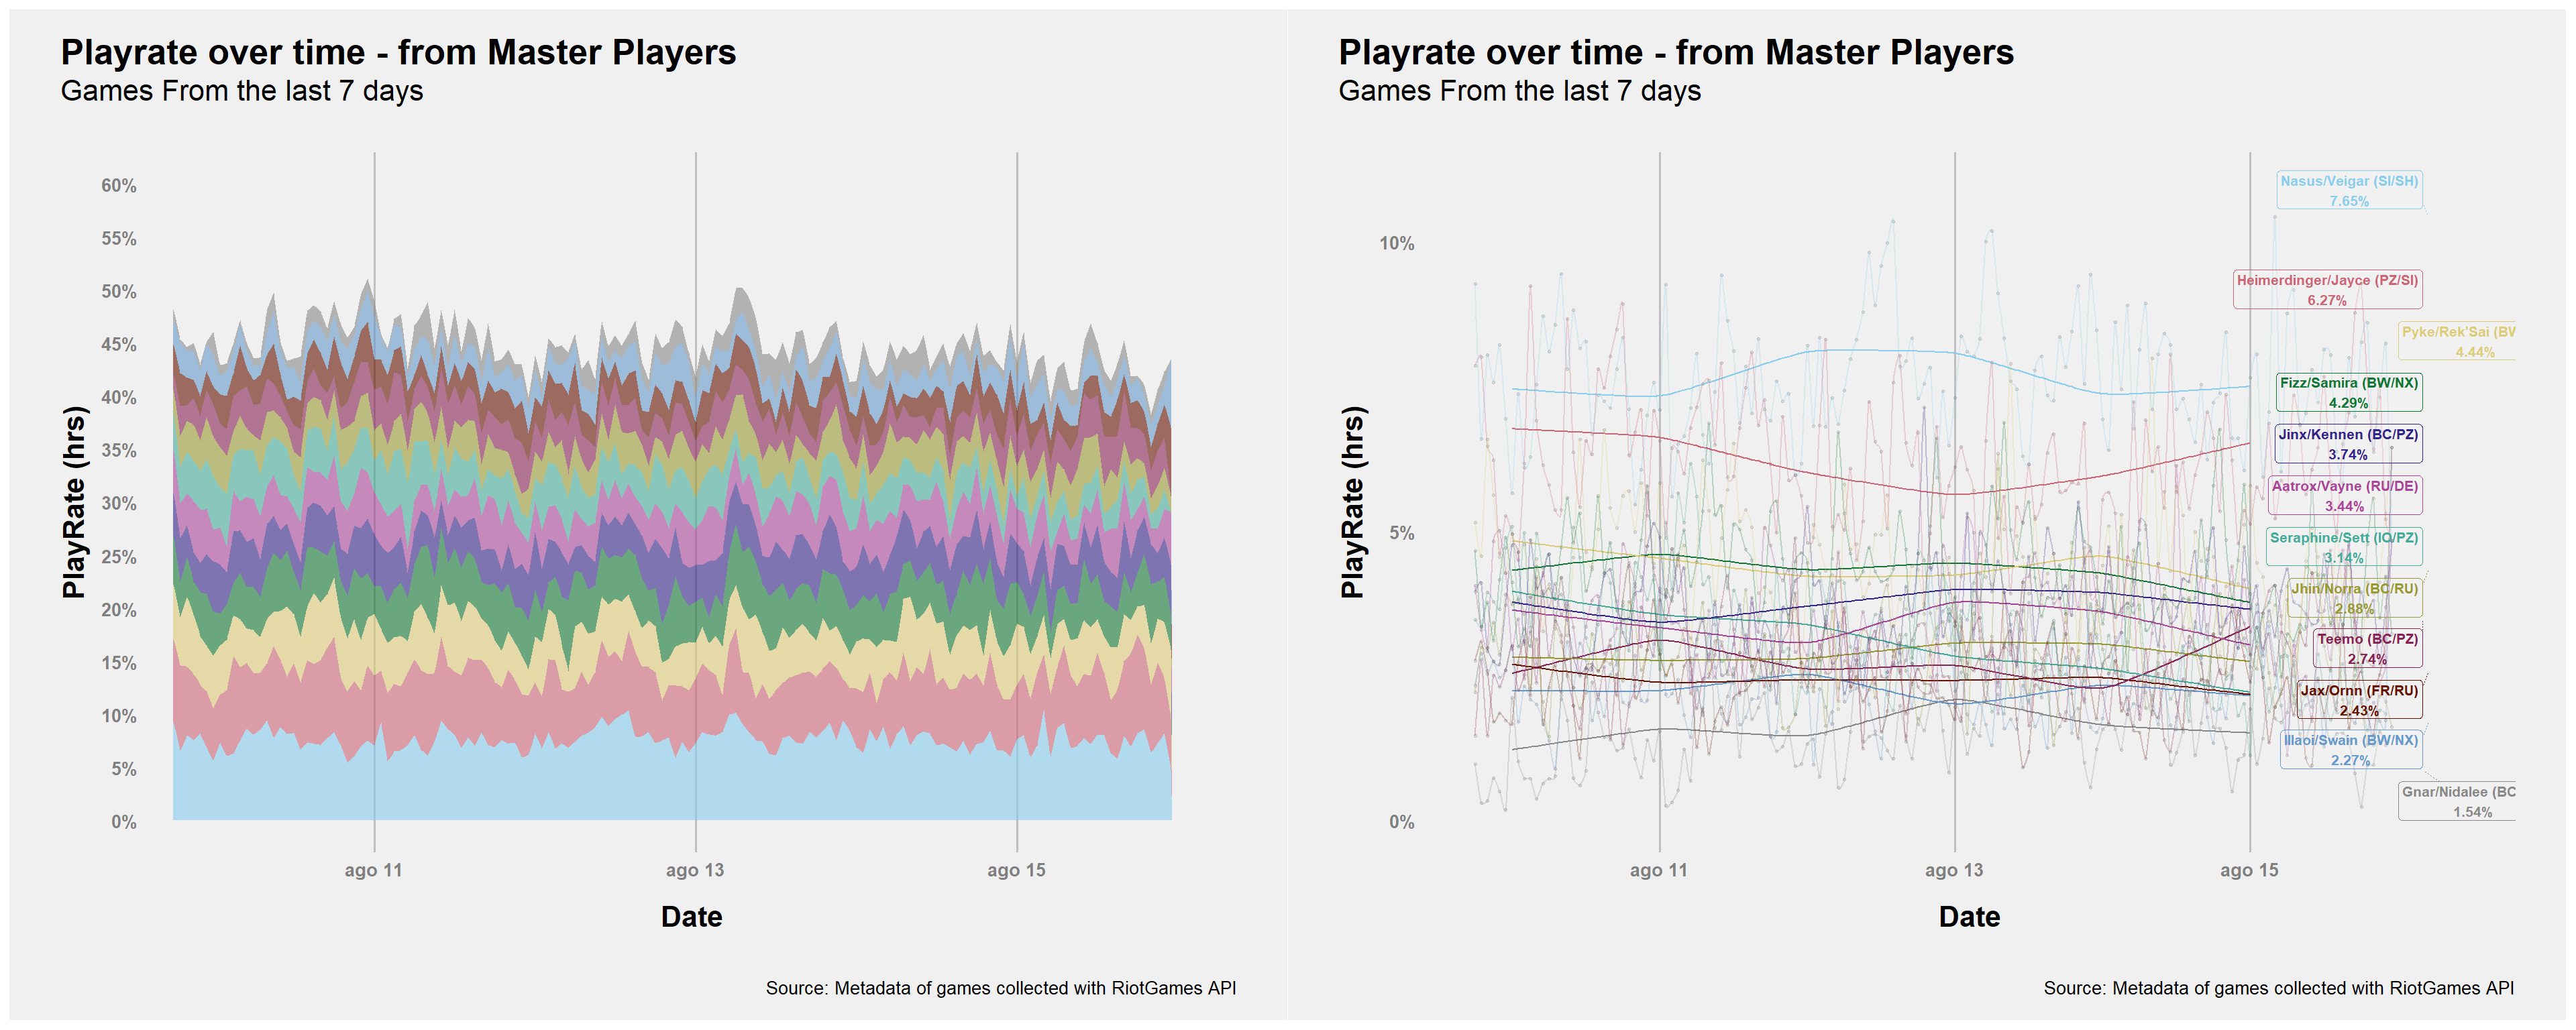 Playrate over time - from Master Players
Games From the last 7 days
PlayRate (hrs)
60%
55%
50%
45%
40%
35%
30%
25%
20%
15%
10%
5%
0%
ago 11
ago 13
ago 15
Date
Source: Metadata of games collected with RiotGames API
Playrate over time - from Master Players
Games From the last 7 days
PlayRate (hrs)
10%
5%
0%
Nasus/Veigar (SI/SH)
7.65%
Heimerdinger/Jayce (PZ/SI)
6.27%
Pyke/Rek'Sai (BW
4.44%
Fizz/Samira (BW/NX)
4.29%
Jinx/Kennen (BC/PZ)
3.74%
Aatrox/Vayne (RU/DE)
3.44%
Seraphine/Sett (IO/PZ)
3.14%
Jhin/Norra (BC/RU)
2.88%
Teemo (BC/PZ)
2.74%
Jax/Ornn (FR/RU)
2.43%
Illaoi/Swain (BW/NX)
2.27%
Gnar/Nidalee (BC
1.54%
ago 11
ago 13
ago 15
Date
Source: Metadata of games collected with RiotGames API